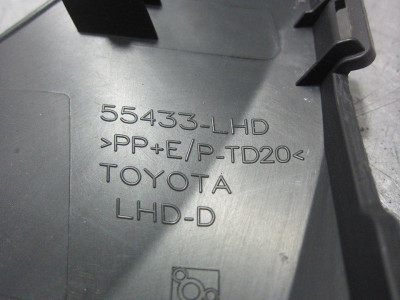 55433-LHD
>PP+E/P-TD20<
TOYOTA
LHD-D